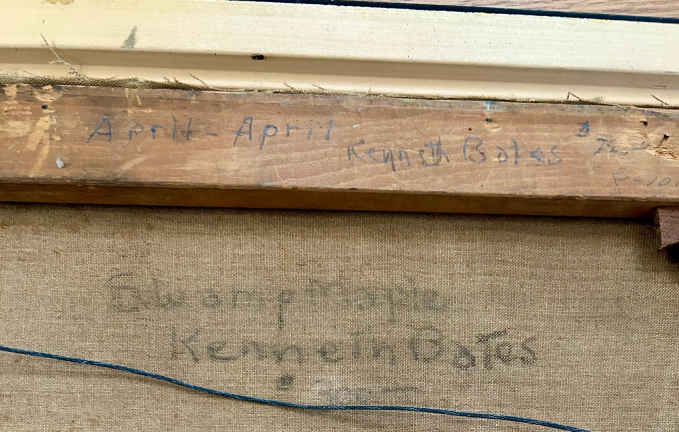 April - April
Kenneth Bates
Swamp Maple
Kenneth Bates